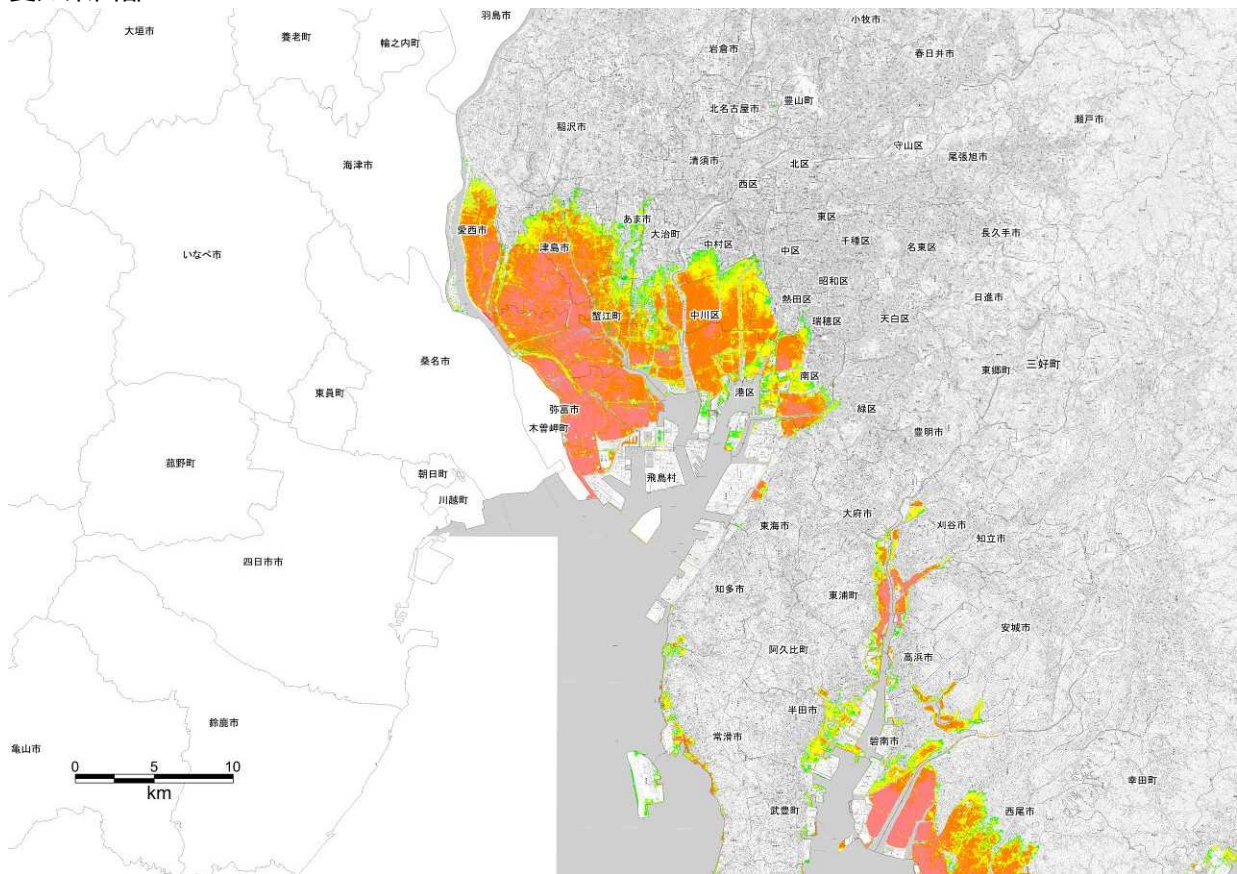 羽島市
小牧市
大垣市
養老町
輪之内町
岩倉市
春日井市
豊山町
北名古屋市
瀬戸市
稲沢市
守山区
海津市
清須市
北区
尾張旭市
西区
あま市
東区
愛西市
大治町
長久手市
津島市
中村区
中区
千種区
名東区
いなべ市
昭和区
熱田区
日進市
蟹江町
中川区
瑞穂区
天白区
桑名市
三好町
東郷町
南区
東員町
港区
弥富市
緑区
木曽岬町
豊明市
菰野町
朝日町
飛島村
川越町
大府市
東海市
刈谷市
知立市
四日市市
知多市
東浦町
安城市
阿久比町
高浜市
半田市
鈴鹿市
常滑市
碧南市
亀山市
0 5 10
km
幸田町
武豊町
西尾市